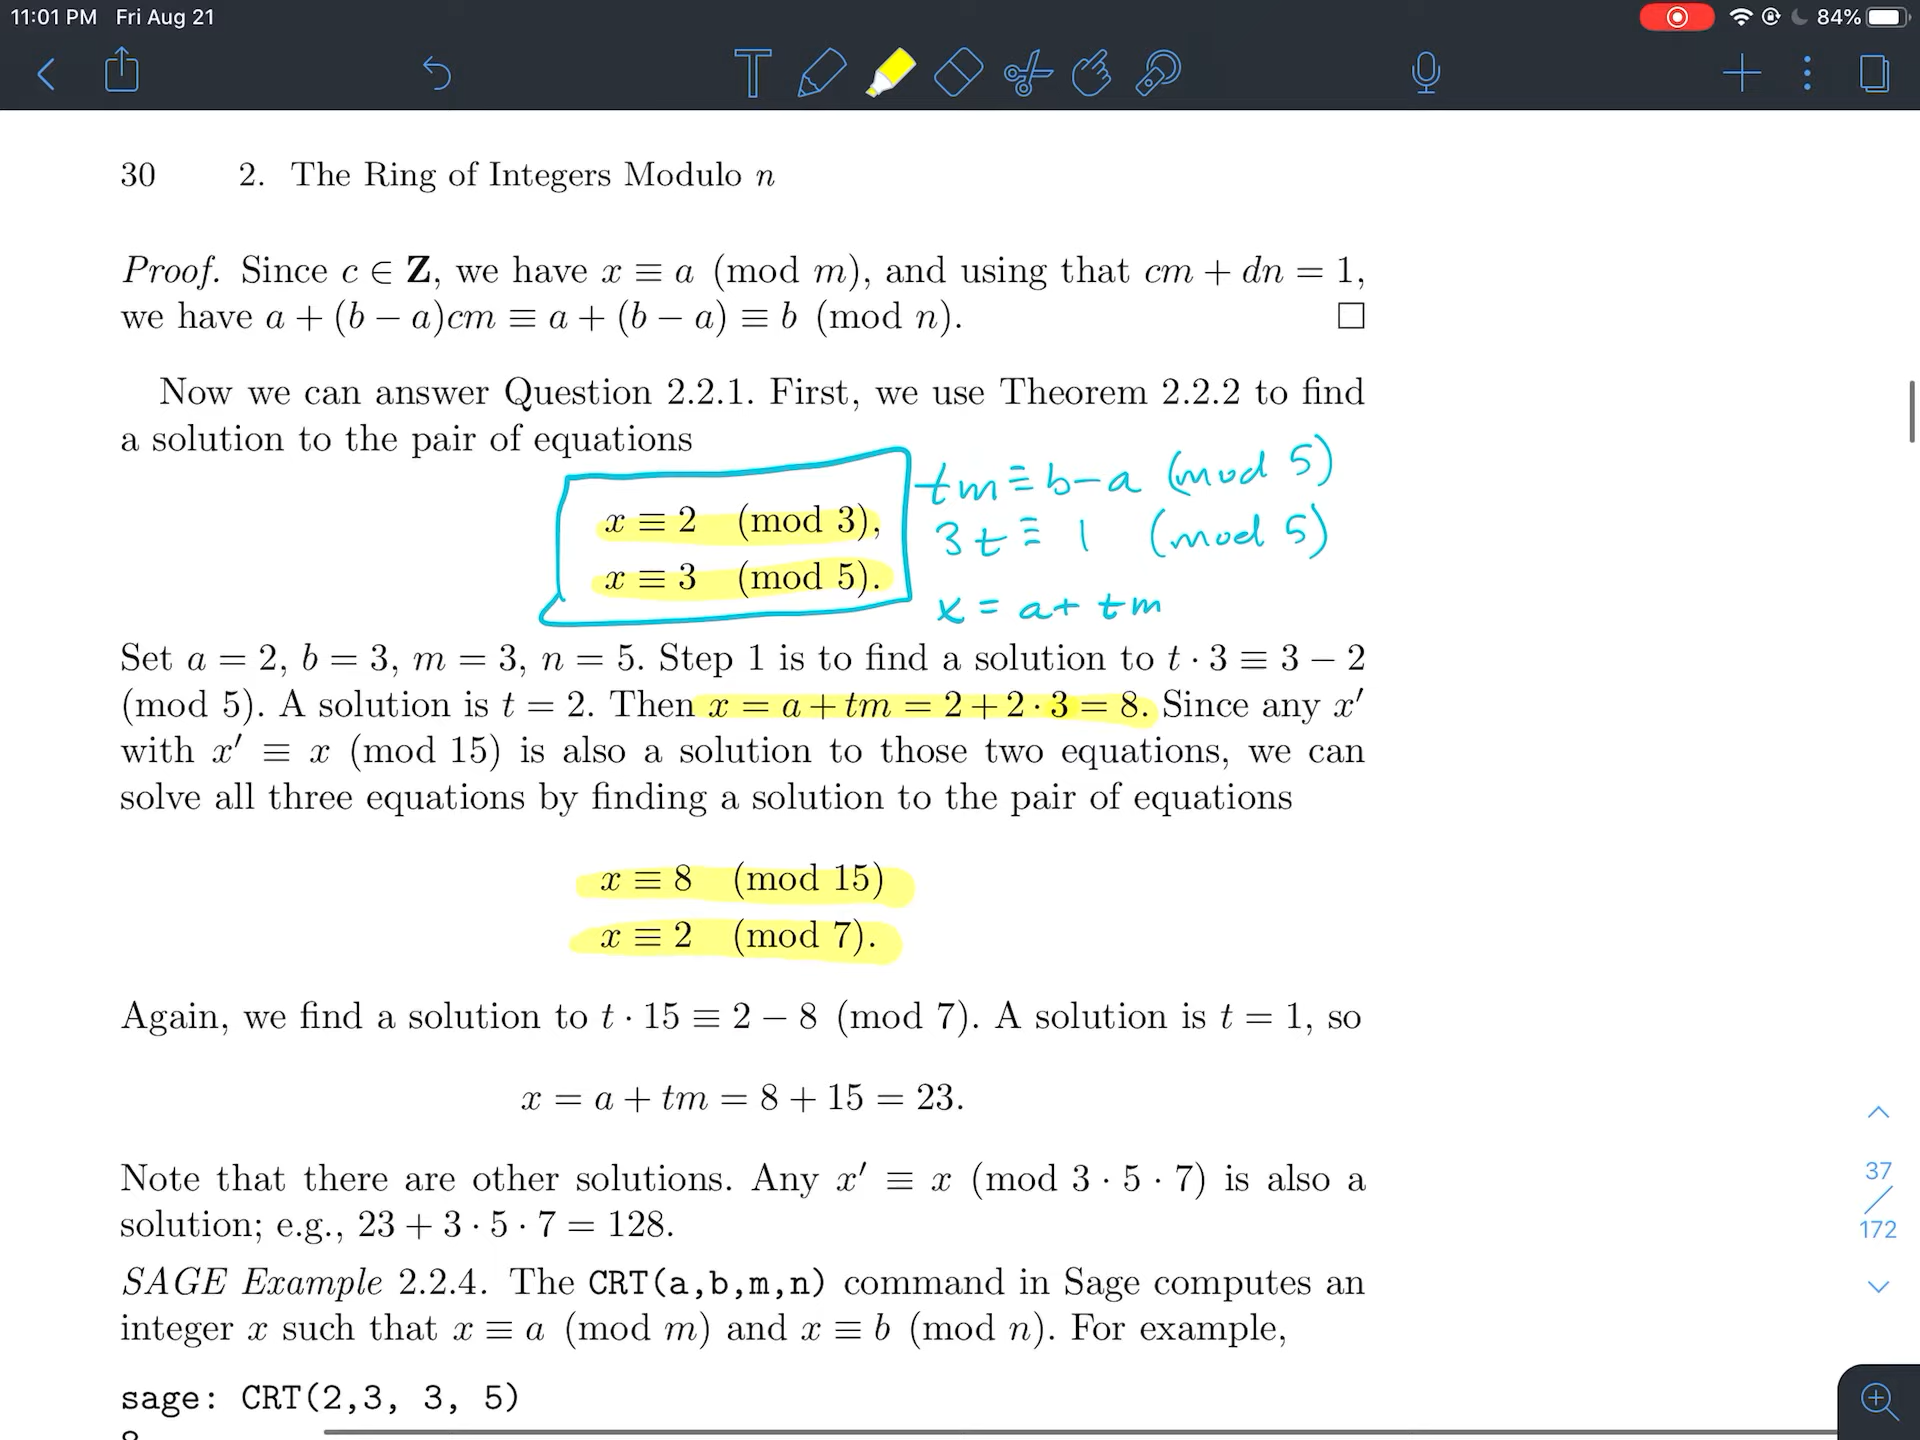 11:01 PM Fri Aug 21
84%
30 2. The Ring of Integers Modulo n
Proof. Since c ∈ Z, we have x ≡ a (mod m), and using that cm + dn = 1,
we have a + (b − a)cm ≡ a + (b − a) ≡ b (mod n). □
Now we can answer Question 2.2.1. First, we use Theorem 2.2.2 to find
a solution to the pair of equations
x ≡ 2 (mod 3),
x ≡ 3 (mod 5).
tm ≡ b−a (mod 5)
3t ≡ 1 (mod 5)
x = a + tm
Set a = 2, b = 3, m = 3, n = 5. Step 1 is to find a solution to t · 3 ≡ 3 − 2
(mod 5). A solution is t = 2. Then x = a + tm = 2 + 2 · 3 = 8. Since any x′
with x′ ≡ x (mod 15) is also a solution to those two equations, we can
solve all three equations by finding a solution to the pair of equations
x ≡ 8 (mod 15)
x ≡ 2 (mod 7).
Again, we find a solution to t · 15 ≡ 2 − 8 (mod 7). A solution is t = 1, so
x = a + tm = 8 + 15 = 23.
Note that there are other solutions. Any x′ ≡ x (mod 3 · 5 · 7) is also a
solution; e.g., 23 + 3 · 5 · 7 = 128.
SAGE Example 2.2.4. The CRT(a,b,m,n) command in Sage computes an
integer x such that x ≡ a (mod m) and x ≡ b (mod n). For example,
sage: CRT(2,3, 3, 5)
37
/
172